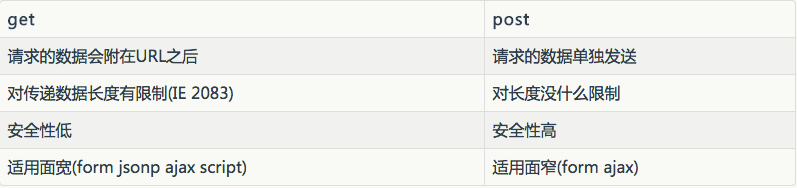 get post
请求的数据会附在URL之后 请求的数据单独发送
对传递数据长度有限制(IE 2083) 对长度没什么限制
安全性低 安全性高
适用面宽(form jsonp ajax script) 适用面窄(form ajax)